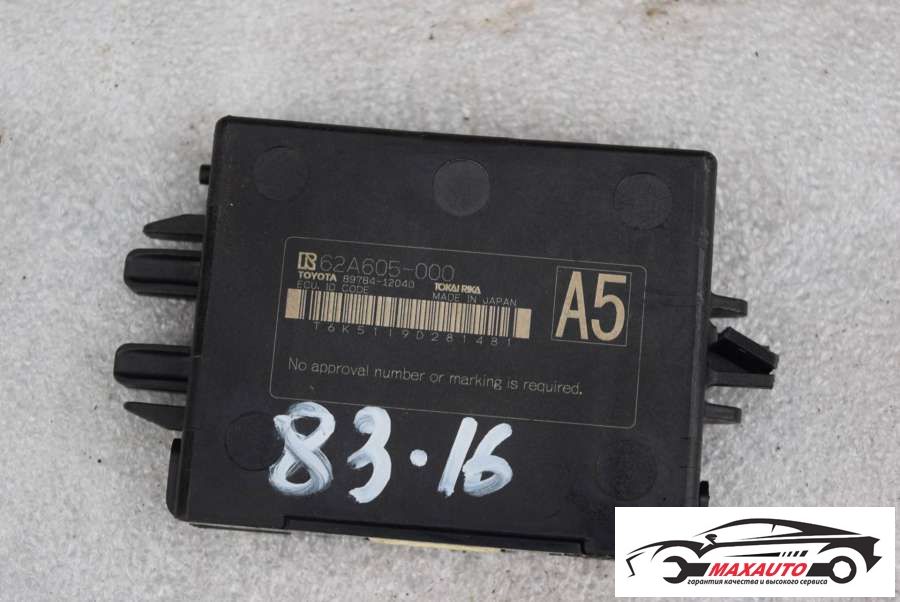 62A605-000
TOYOTA 89784-12040 TOKAI RIKA
ECU, ID CODE MADE IN JAPAN
T6K5119D281481
A5
No approval number or marking is required.
83·16
MAXAUTO
гарантия качества и высокого сервиса